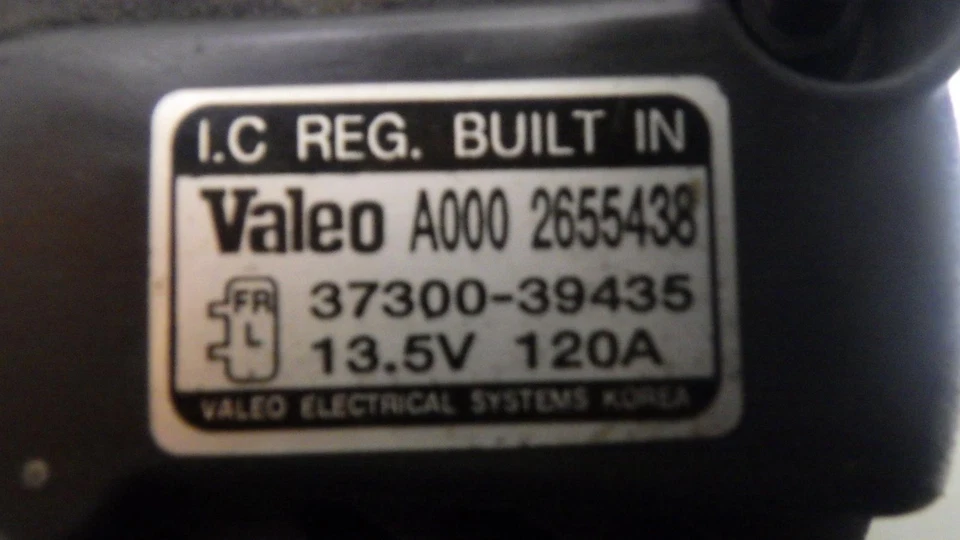 I.C REG. BUILT IN
Valeo A000 2655438
FR 37300-39435
L 13.5V 120A
VALEO ELECTRICAL SYSTEMS KOREA